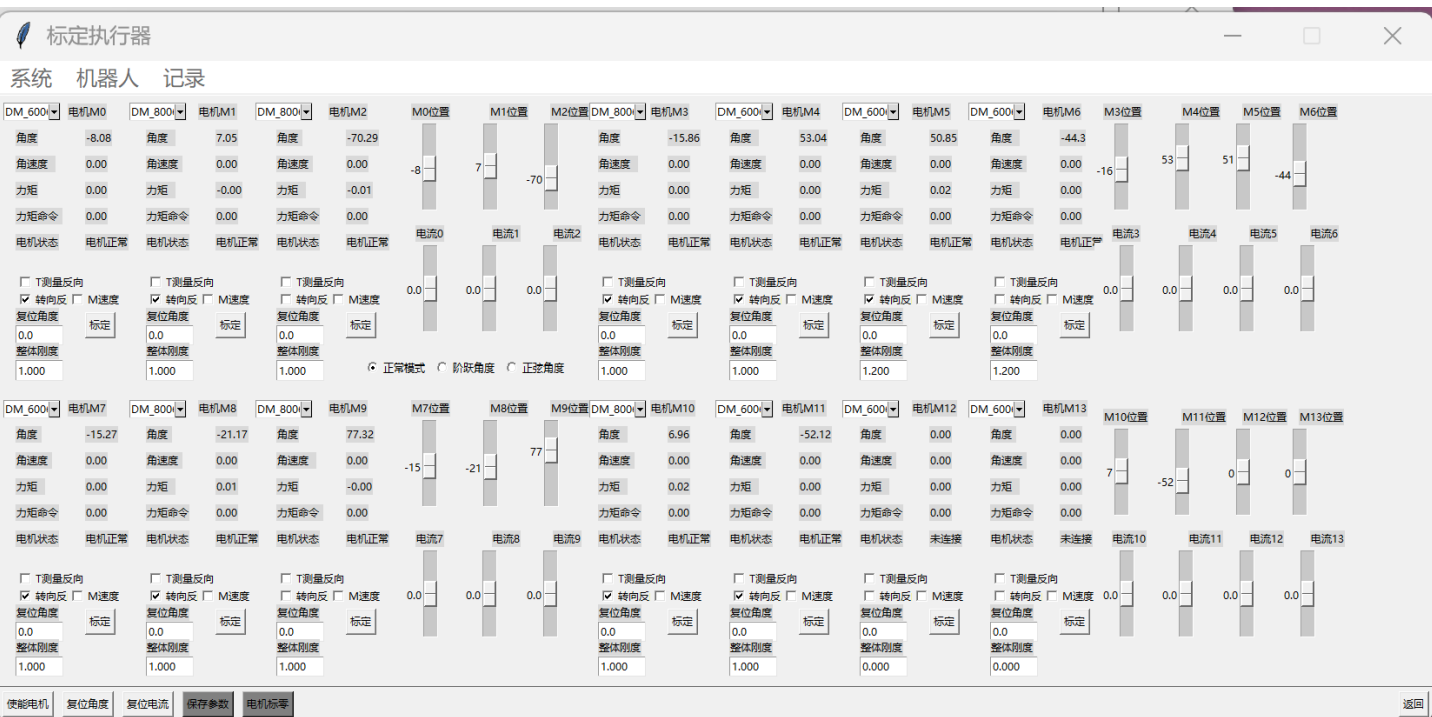 标定执行器
系统 机器人 记录
DM_600 电机M0 DM_800 电机M1 DM_800 电机M2 M0位置 M1位置 M2位置 DM_800 电机M3 DM_600 电机M4 DM_600 电机M5 DM_600 电机M6 M3位置 M4位置 M5位置 M6位置
角度 -8.08 角度 7.05 角度 -70.29 角度 -15.86 角度 53.04 角度 50.85 角度 -44.3
角速度 0.00 角速度 0.00 角速度 0.00 -8 7 -70 角速度 0.00 角速度 0.00 角速度 0.00 角速度 0.00 -16 53 51 -44
力矩 0.00 力矩 -0.00 力矩 -0.01 力矩 0.00 力矩 0.00 力矩 0.02 力矩 0.00
力矩命令 0.00 力矩命令 0.00 力矩命令 0.00 力矩命令 0.00 力矩命令 0.00 力矩命令 0.00 力矩命令 0.00
电机状态 电机正常 电机状态 电机正常 电机状态 电机正常 电流0 电流1 电流2 电机状态 电机正常 电机状态 电机正常 电机状态 电机正常 电机状态 电机正常 电流3 电流4 电流5 电流6
T测量反向 T测量反向 T测量反向 T测量反向 T测量反向 T测量反向 T测量反向
转向反 M速度 转向反 M速度 转向反 M速度 0.0 0.0 0.0 转向反 M速度 转向反 M速度 转向反 M速度 转向反 M速度 0.0 0.0 0.0 0.0
复位角度 标定 复位角度 标定 复位角度 标定 复位角度 标定 复位角度 标定 复位角度 标定 复位角度 标定
0.0 0.0 0.0 0.0 0.0 0.0 0.0
整体刚度 整体刚度 整体刚度 整体刚度 整体刚度 整体刚度 整体刚度
1.000 1.000 1.000 正常模式 阶跃角度 正弦角度 1.000 1.000 1.200 1.200
DM_600 电机M7 DM_600 电机M8 DM_800 电机M9 M7位置 M8位置 M9位置 DM_800 电机M10 DM_600 电机M11 DM_600 电机M12 DM_600 电机M13 M10位置 M11位置 M12位置 M13位置
角度 -15.27 角度 -21.17 角度 77.32 角度 6.96 角度 -52.12 角度 0.00 角度 0.00
角速度 0.00 角速度 0.00 角速度 0.00 -15 -21 77 角速度 0.00 角速度 0.00 角速度 0.00 角速度 0.00 7 -52 0 0
力矩 0.00 力矩 0.01 力矩 -0.00 力矩 0.02 力矩 0.00 力矩 0.00 力矩 0.00
力矩命令 0.00 力矩命令 0.00 力矩命令 0.00 力矩命令 0.00 力矩命令 0.00 力矩命令 0.00 力矩命令 0.00
电机状态 电机正常 电机状态 电机正常 电机状态 电机正常 电流7 电流8 电流9 电机状态 电机正常 电机状态 电机正常 电机状态 未连接 电机状态 未连接 电流10 电流11 电流12 电流13
T测量反向 T测量反向 T测量反向 T测量反向 T测量反向 T测量反向 T测量反向
转向反 M速度 转向反 M速度 转向反 M速度 0.0 0.0 0.0 转向反 M速度 转向反 M速度 转向反 M速度 转向反 M速度 0.0 0.0 0.0 0.0
复位角度 标定 复位角度 标定 复位角度 标定 复位角度 标定 复位角度 标定 复位角度 标定 复位角度 标定
0.0 0.0 0.0 0.0 0.0 0.0 0.0
整体刚度 整体刚度 整体刚度 整体刚度 整体刚度 整体刚度 整体刚度
1.000 1.000 1.000 1.000 1.000 0.000 0.000
使能电机 复位角度 复位电流 保存参数 电机标零 返回